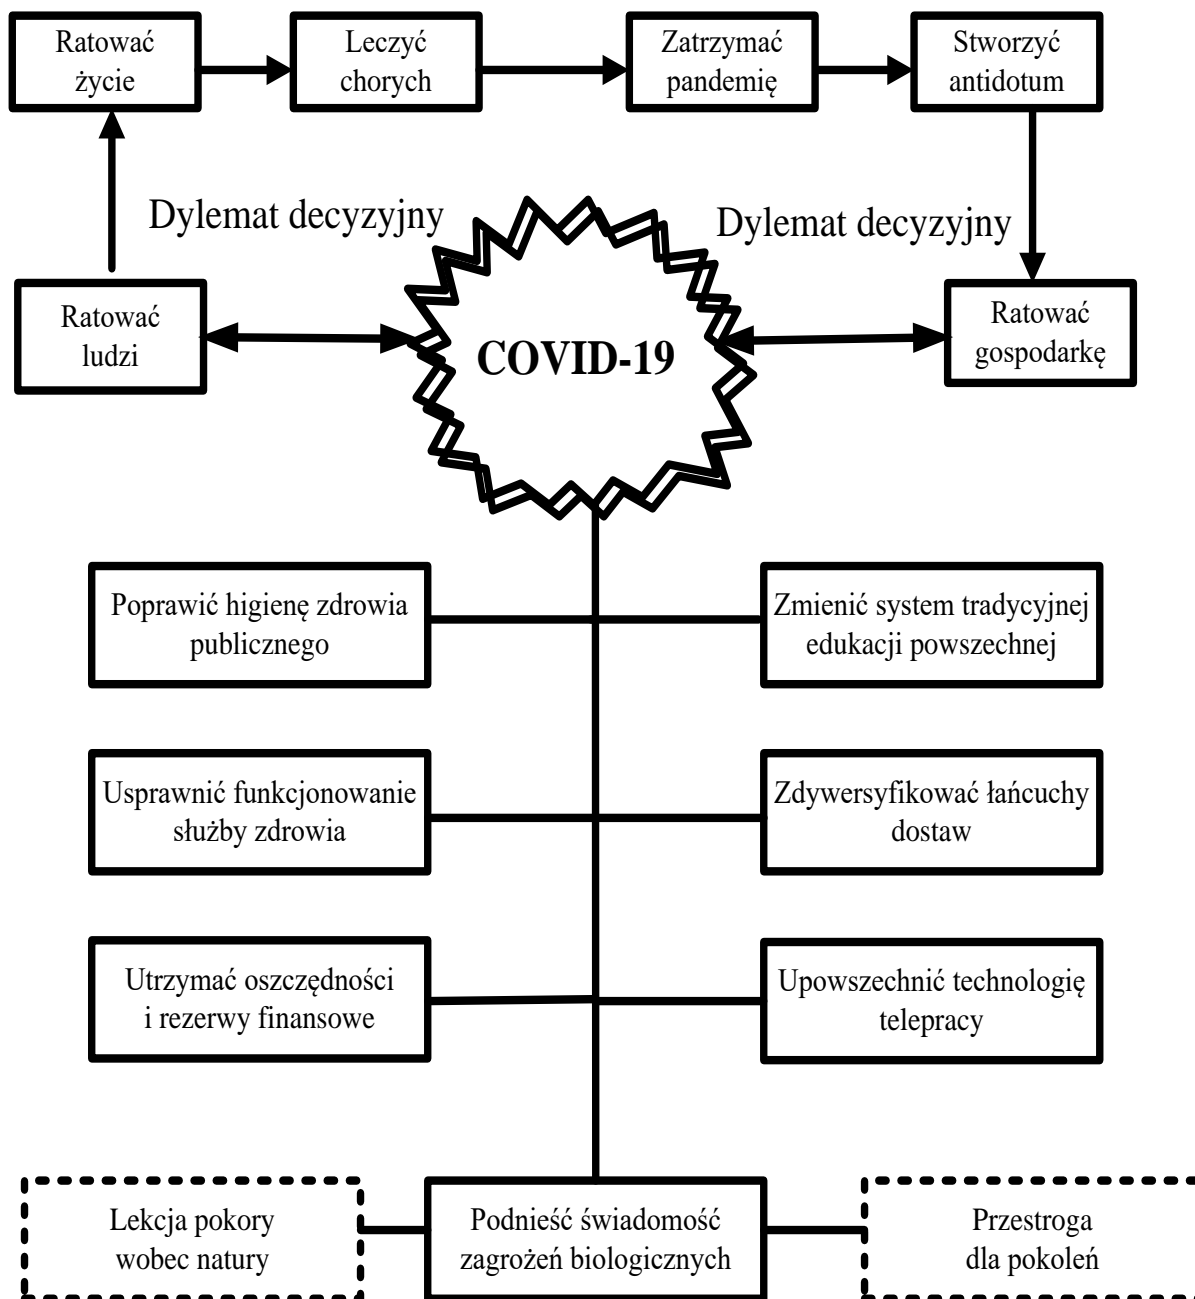 Ratować
życie
Leczyć
chorych
Zatrzymać
pandemię
Stworzyć
antidotum
Dylemat decyzyjny
Dylemat decyzyjny
Ratować
ludzi
COVID-19
Ratować
gospodarkę
Poprawić higienę zdrowia
publicznego
Zmienić system tradycyjnej
edukacji powszechnej
Usprawnić funkcjonowanie
służby zdrowia
Zdywersyfikować łańcuchy
dostaw
Utrzymać oszczędności
i rezerwy finansowe
Upowszechnić technologię
telepracy
Lekcja pokory
wobec natury
Podnieść świadomość
zagrożeń biologicznych
Przestroga
dla pokoleń